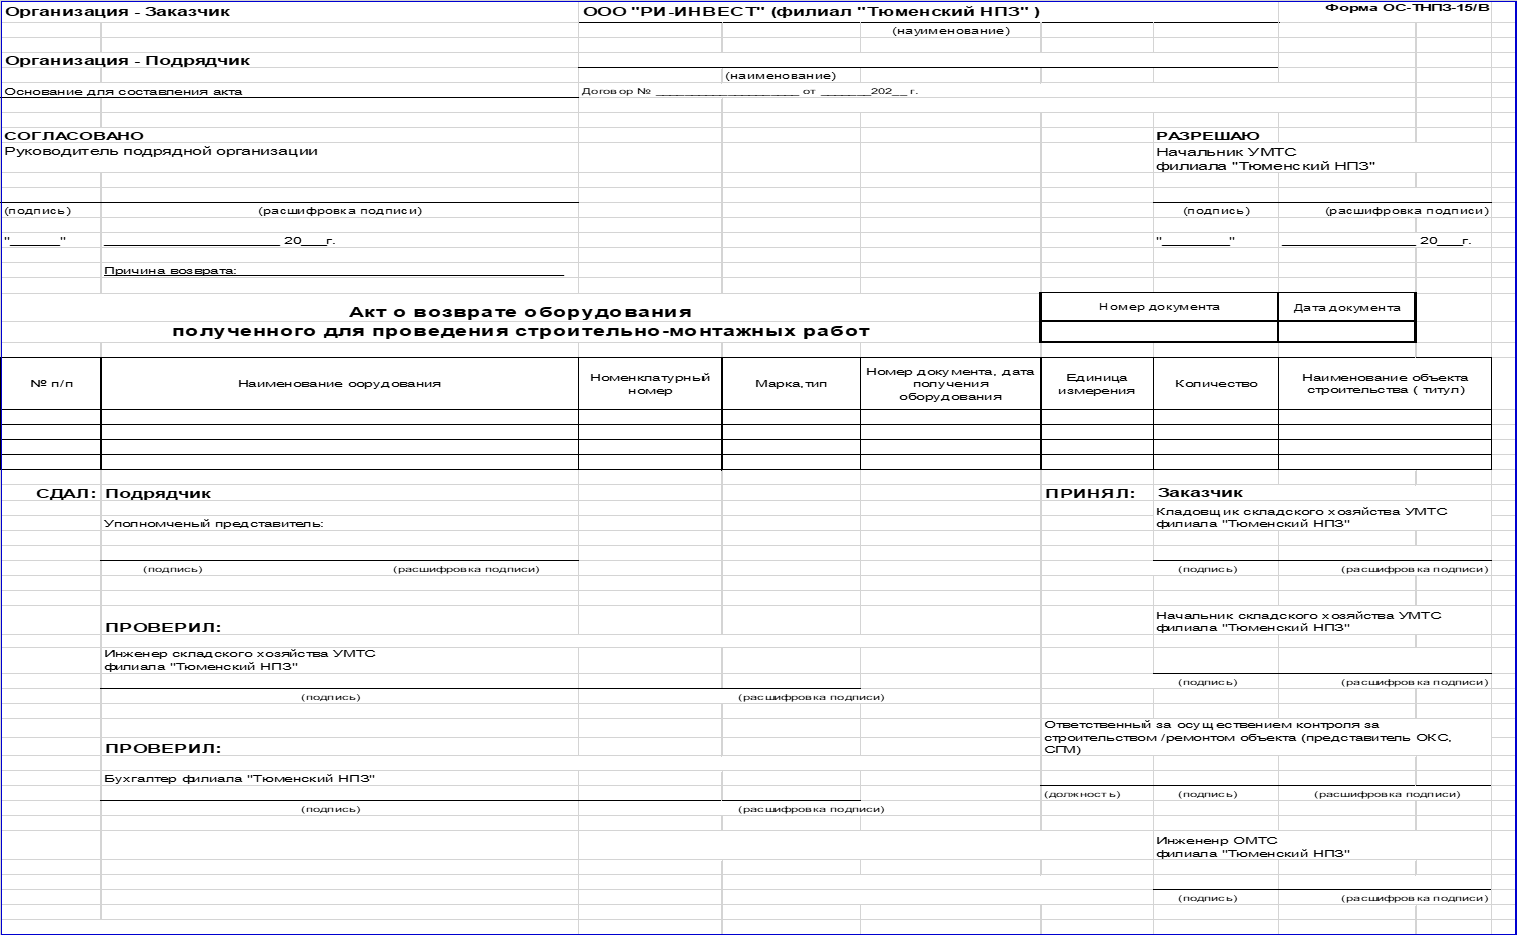 Организация - Заказчик ООО "РИ-ИНВЕСТ" (филиал "Тюменский НПЗ" ) Форма ОС-ТНПЗ-15/В
(науименование)
Организация - Подрядчик
(наименование)
Основание для составления акта Договор № ____________________ от _______202__ г.
СОГЛАСОВАНО РАЗРЕШАЮ
Руководитель подрядной организации Начальник УМТС
филиала "Тюменский НПЗ"
(подпись) (расшифровка подписи) (подпись) (расшифровка подписи)
"______" _____________________ 20___г. "________" ________________ 20___г.
Причина возврата:
Акт о возврате оборудования
полученного для проведения строительно-монтажных работ
Номер документа Дата документа
№ п/п Наименование оорудования Номенклатурный номер Марка,тип Номер документа, дата получения оборудования Единица измерения Количество Наименование объекта строительства ( титул)
СДАЛ: Подрядчик ПРИНЯЛ: Заказчик
Кладовщик складского хозяйства УМТС
филиала "Тюменский НПЗ"
Уполномченый представитель:
(подпись) (расшифровка подписи) (подпись) (расшифровка подписи)
Начальник складского хозяйства УМТС
филиала "Тюменский НПЗ"
ПРОВЕРИЛ:
Инженер складского хозяйства УМТС
филиала "Тюменский НПЗ"
(подпись) (расшифровка подписи)
(подпись) (расшифровка подписи)
Ответственный за осуществением контроля за
строительством /ремонтом объекта (представитель ОКС,
СГМ)
ПРОВЕРИЛ:
Бухгалтер филиала "Тюменский НПЗ"
(должность) (подпись) (расшифровка подписи)
(подпись) (расшифровка подписи)
Инжененр ОМТС
филиала "Тюменский НПЗ"
(подпись) (расшифровка подписи)